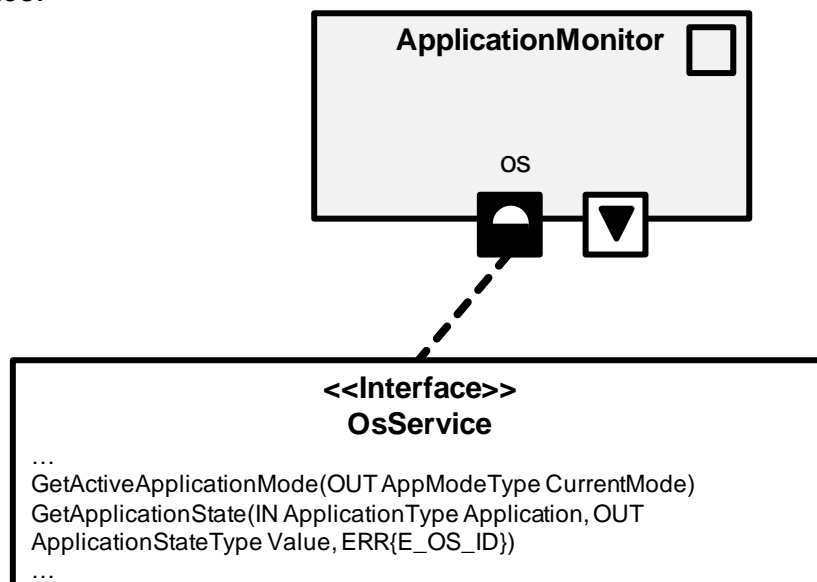 ApplicationMonitor
os
<<Interface>>
OsService
…
GetActiveApplicationMode(OUT AppModeType CurrentMode)
GetApplicationState(IN ApplicationType Application, OUT
ApplicationStateType Value, ERR{E_OS_ID})
…